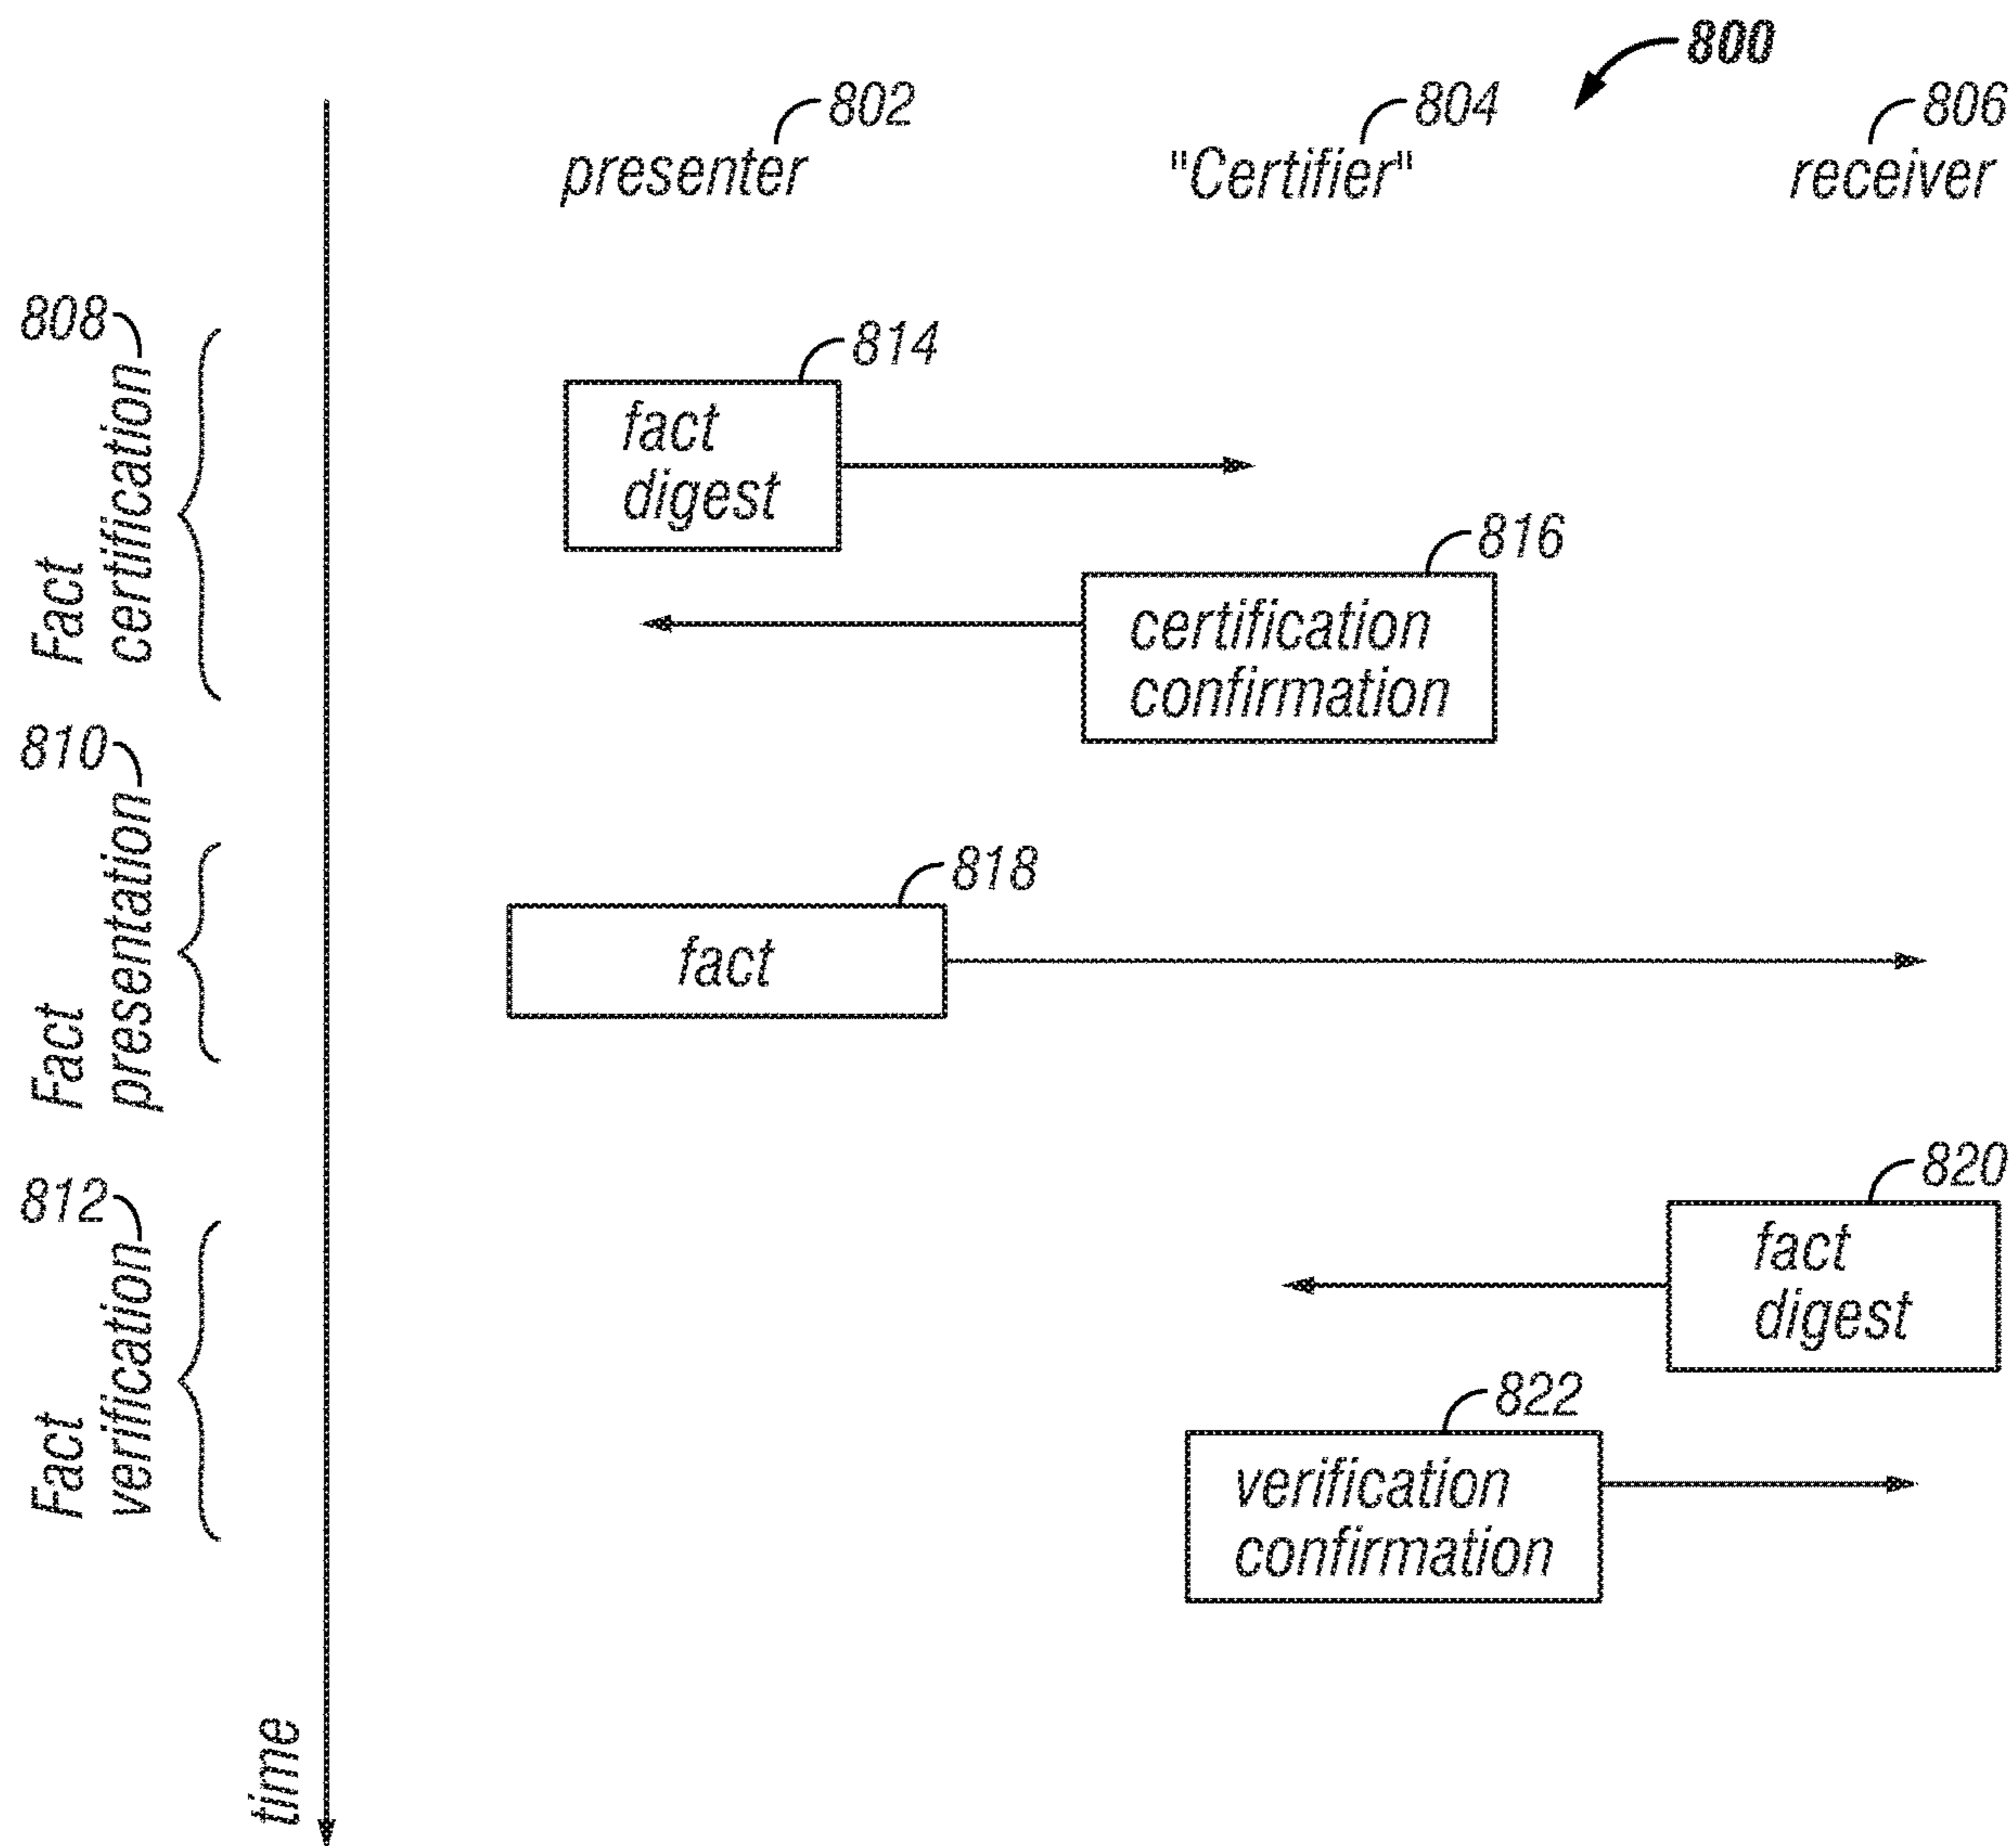 800
802
804
806
presenter
"Certifier"
receiver
808
Fact
certification
814
fact
digest
816
certification
confirmation
810
Fact
presentation
818
fact
812
Fact
verification
820
fact
digest
822
verification
confirmation
time